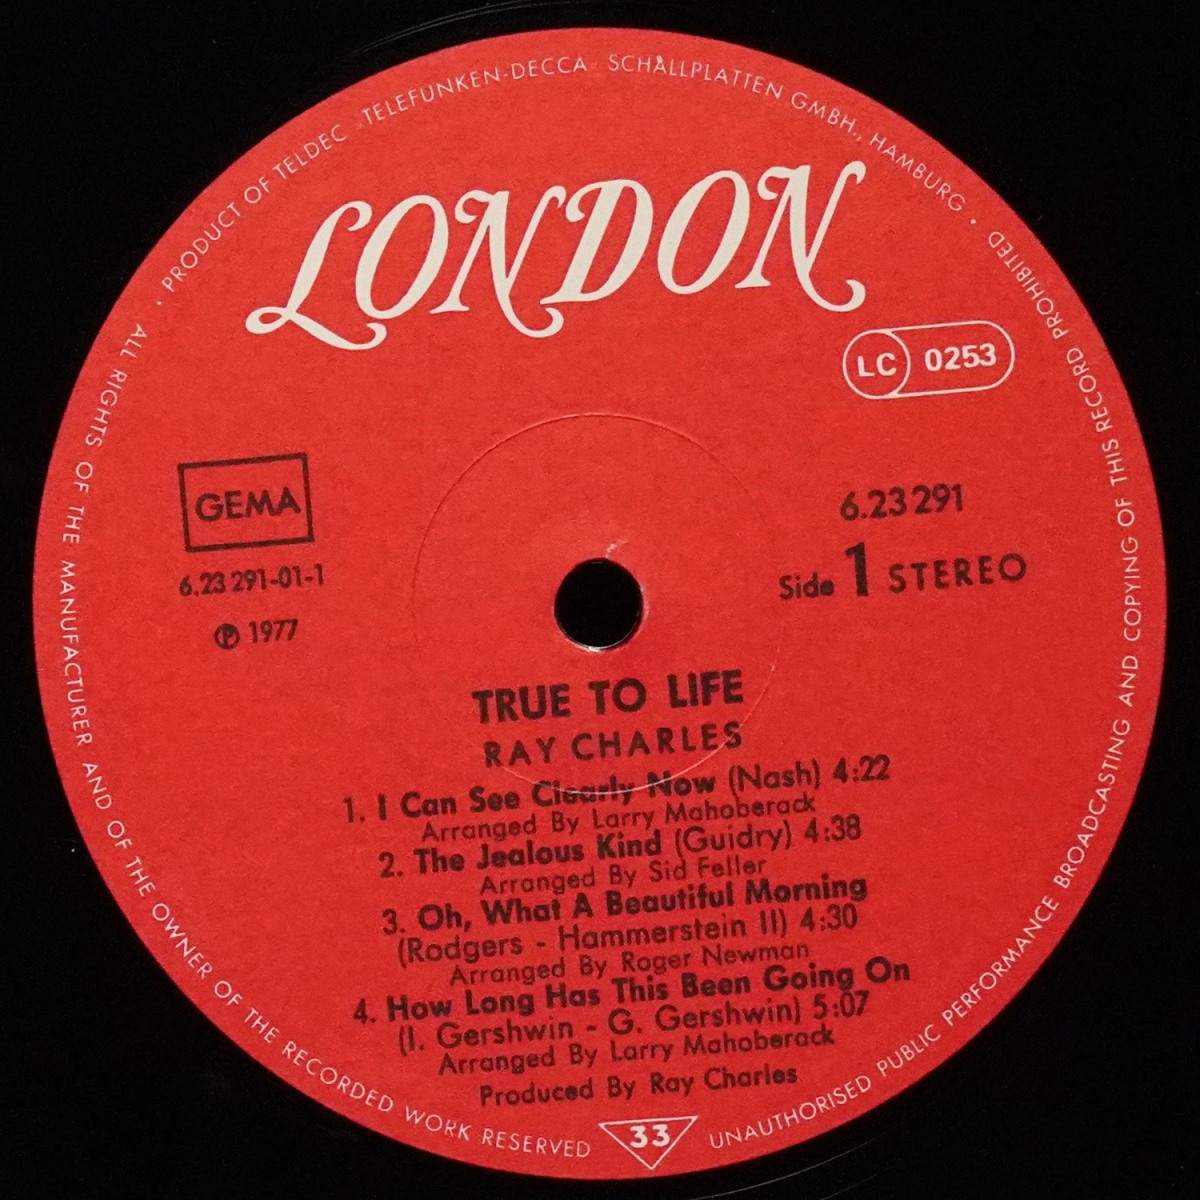 • PRODUCT OF TELDEC »TELEFUNKEN-DECCA« SCHALLPLATTEN GMBH., HAMBURG •
LONDON
LC 0253
GEMA
6.23291
6.23291-01-1
Side 1 STEREO
℗ 1977
TRUE TO LIFE
RAY CHARLES
1. I Can See Clearly Now (Nash) 4:22
Arranged By Larry Mahoberack
2. The Jealous Kind (Guidry) 4:38
Arranged By Sid Feller
3. Oh, What A Beautiful Morning
(Rodgers - Hammerstein II) 4:30
Arranged By Roger Newman
4. How Long Has This Been Going On
(I. Gershwin - G. Gershwin) 5:07
Arranged By Larry Mahoberack
Produced By Ray Charles
33
ALL RIGHTS OF THE MANUFACTURER AND OF THE OWNER OF THE RECORDED WORK RESERVED
UNAUTHORISED PUBLIC PERFORMANCE BROADCASTING AND COPYING OF THIS RECORD PROHIBITED